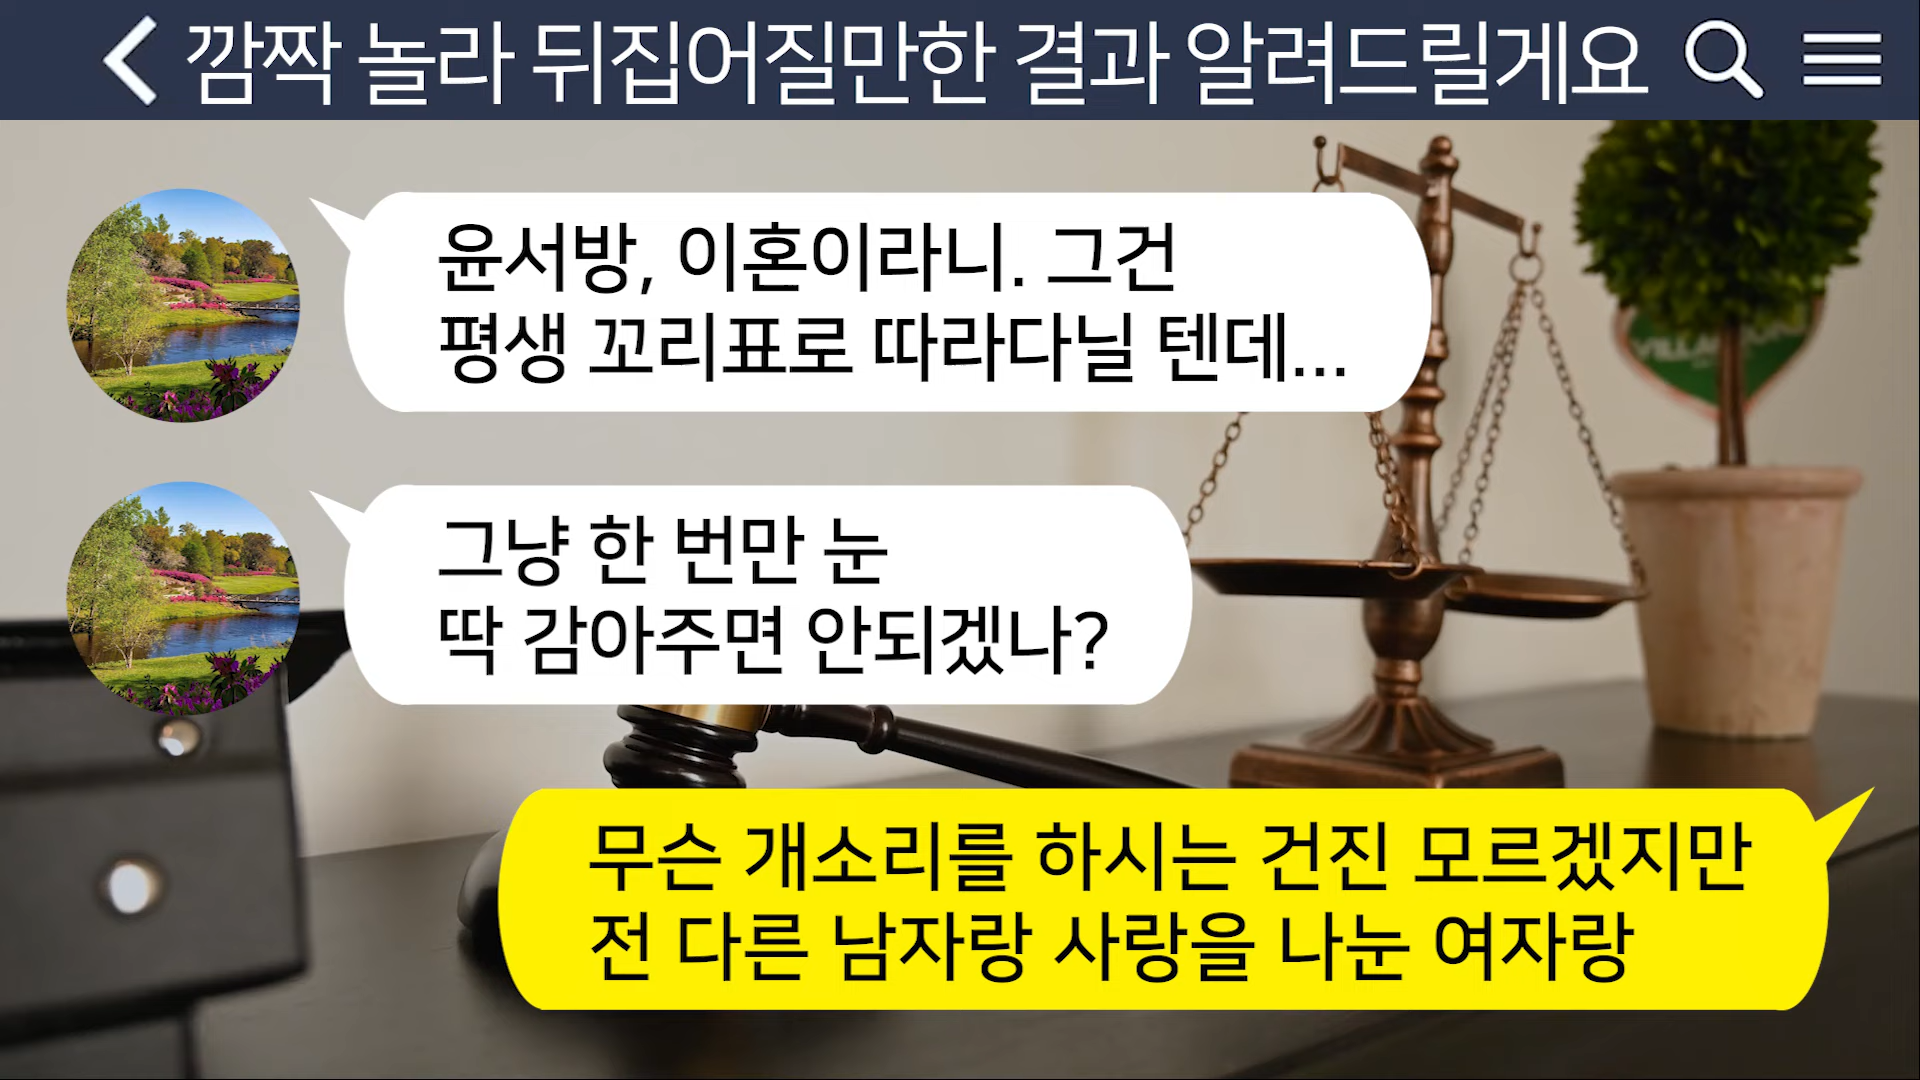 깜짝 놀라 뒤집어질만한 결과 알려드릴게요
윤서방, 이혼이라니. 그건
평생 꼬리표로 따라다닐 텐데...
그냥 한 번만 눈
딱 감아주면 안되겠나?
무슨 개소리를 하시는 건진 모르겠지만
전 다른 남자랑 사랑을 나눈 여자랑